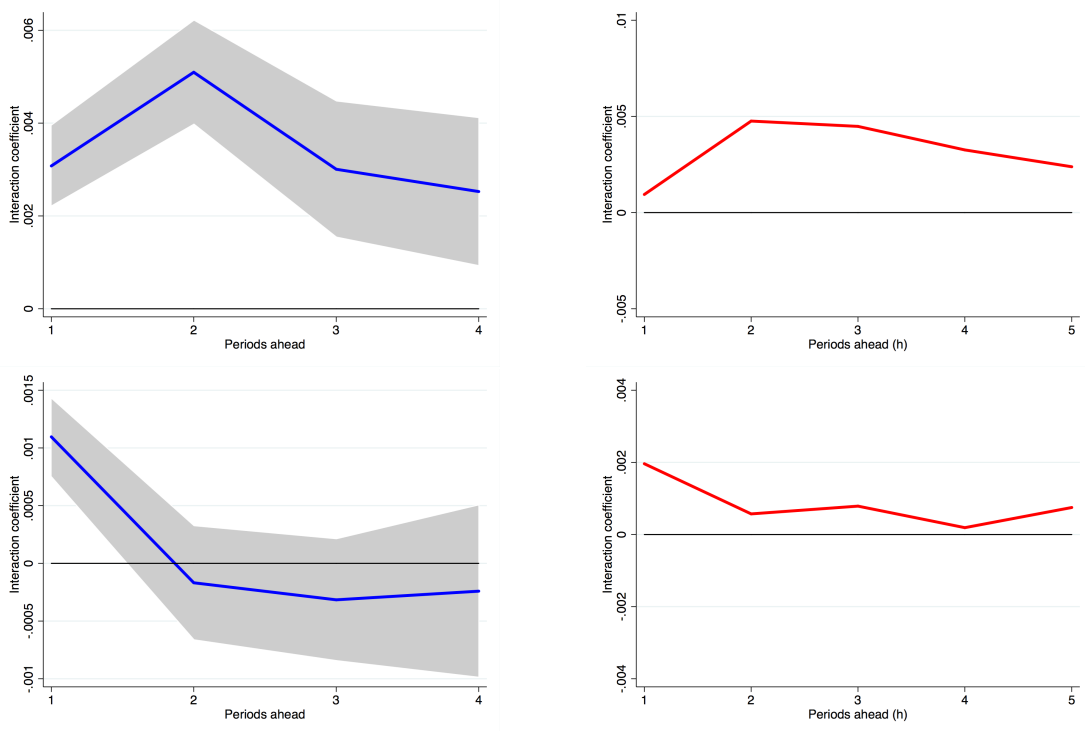 Interaction coefficient
.006
.004
.002
0
1 2 3 4
Periods ahead
Interaction coefficient
.01
.005
0
-.005
1 2 3 4 5
Periods ahead (h)
Interaction coefficient
.0015
.001
.0005
0
-.0005
-.001
1 2 3 4
Periods ahead
Interaction coefficient
.004
.002
0
-.002
-.004
1 2 3 4 5
Periods ahead (h)